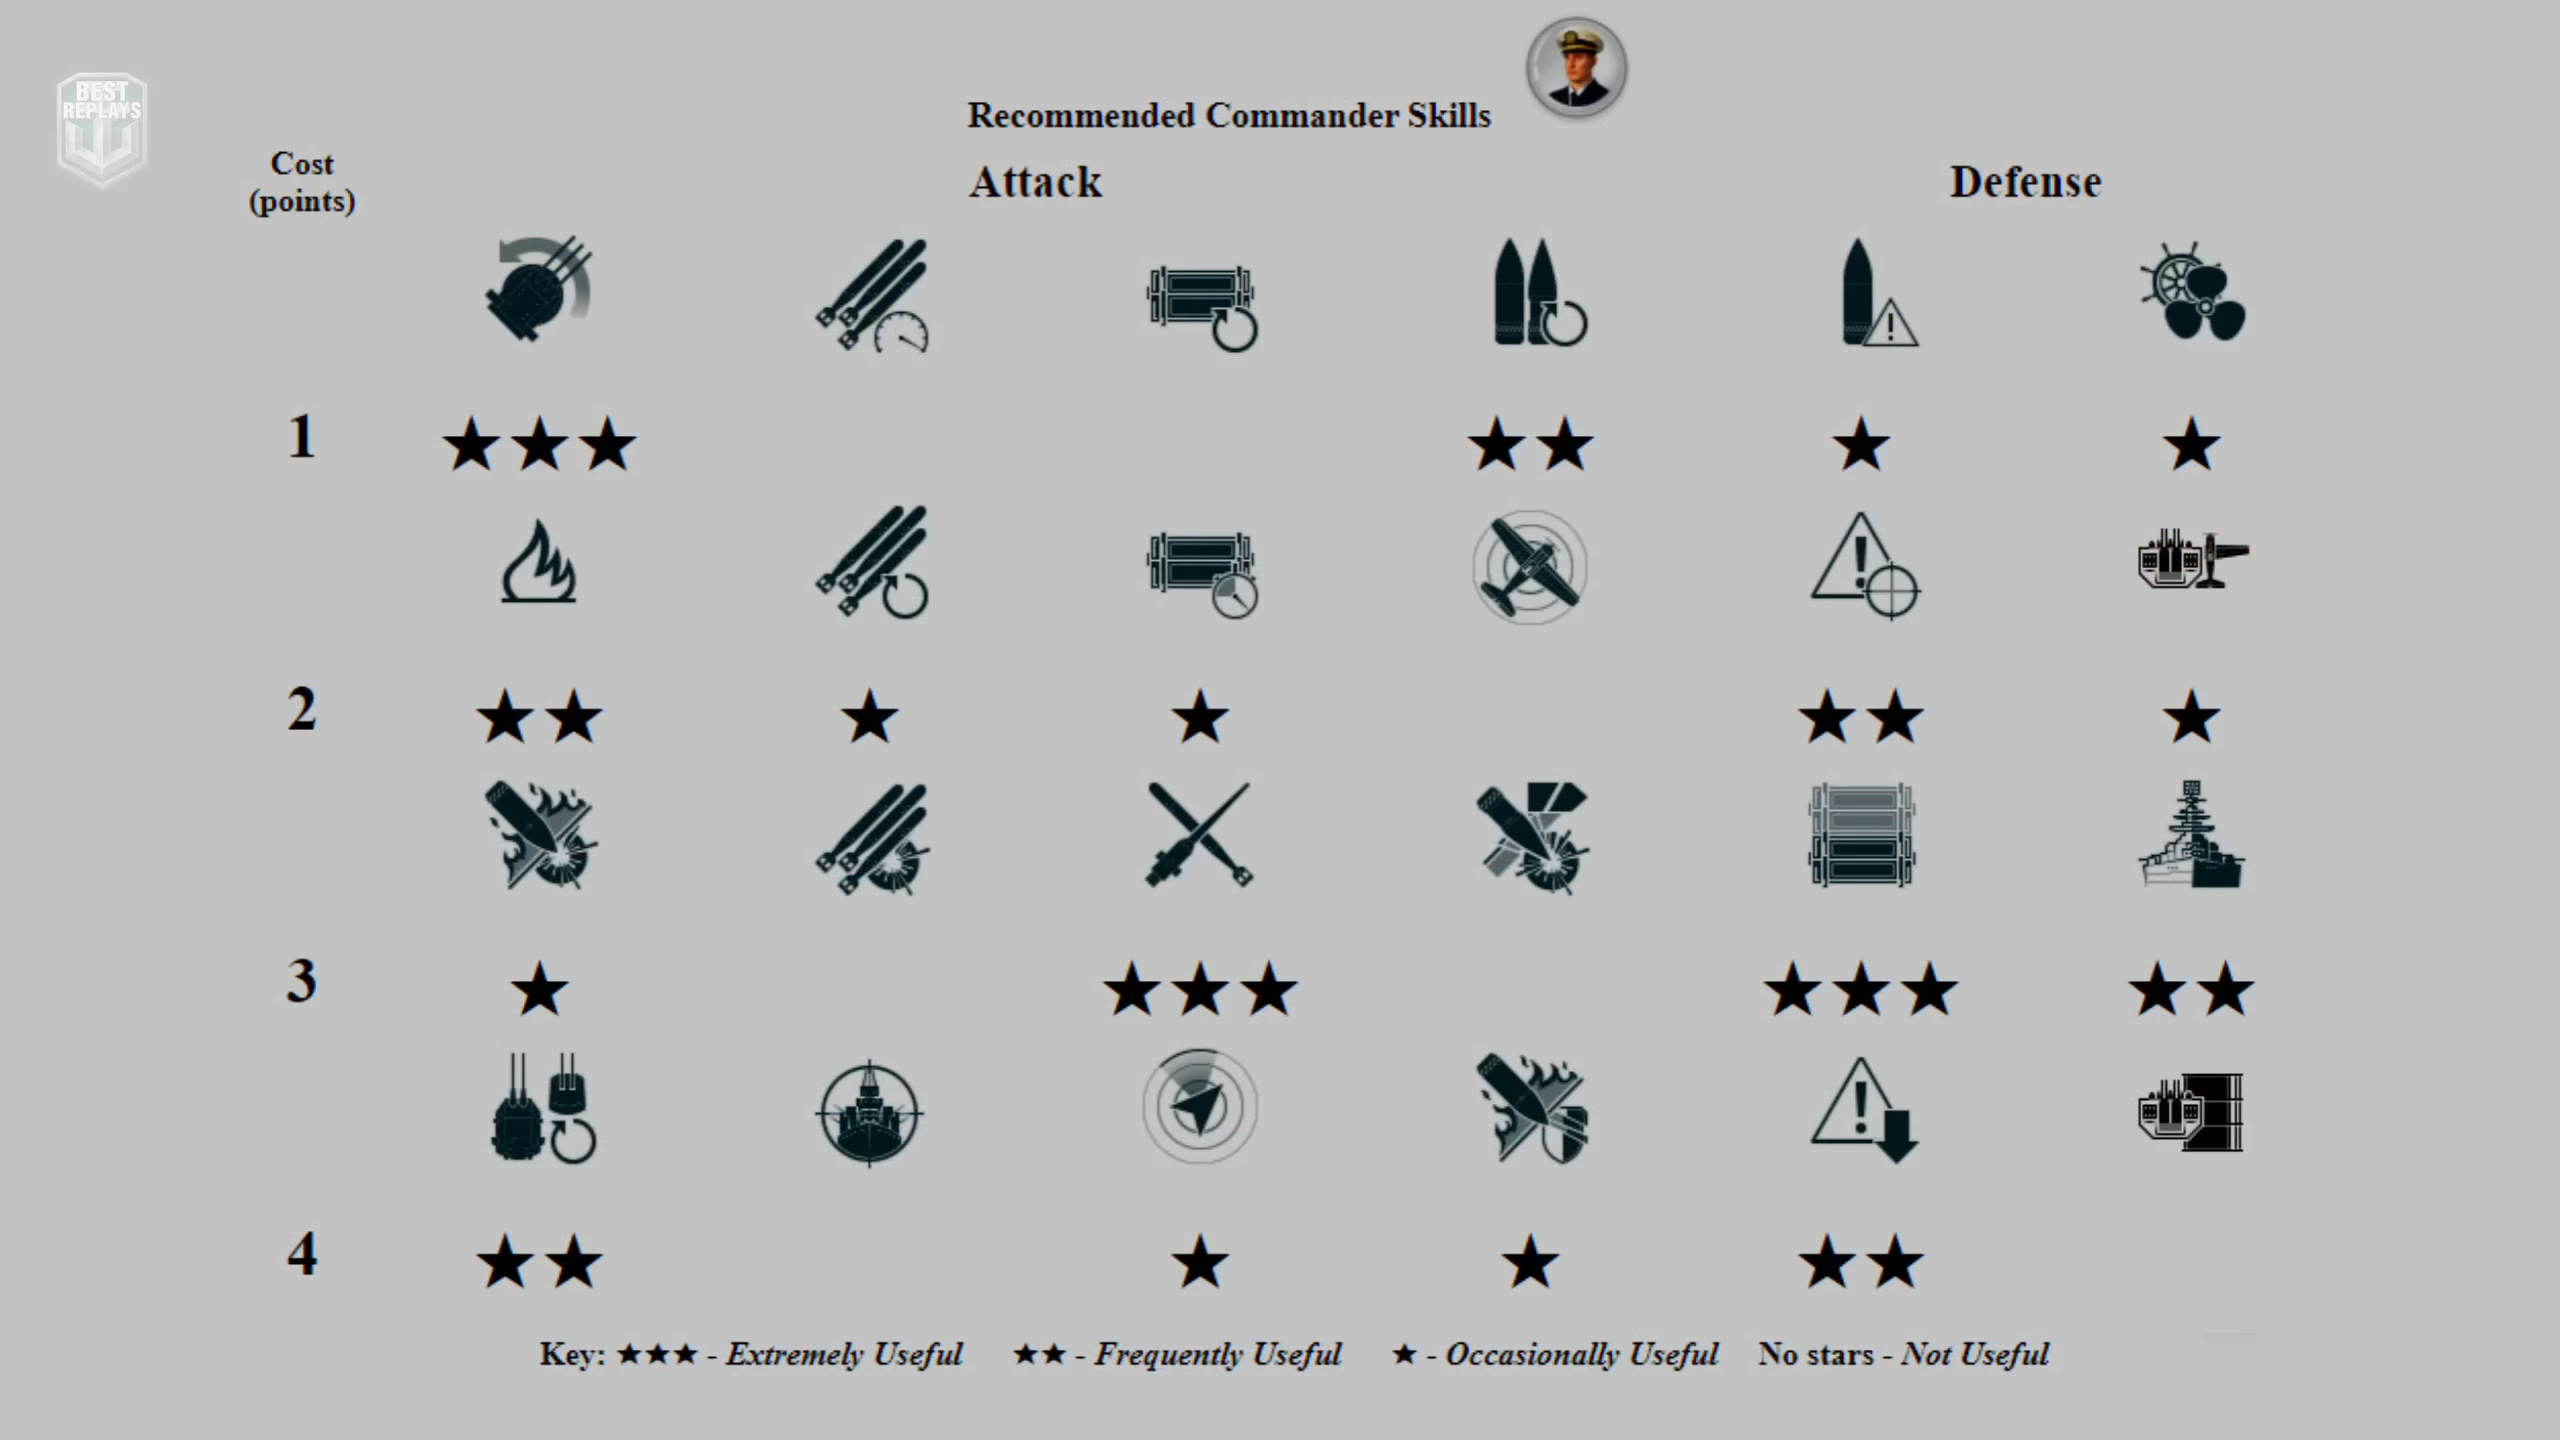 BEST
REPLAYS
Recommended Commander Skills
Cost
(points)
Attack
Defense
1
★★★
★★
★
★
2
★★
★
★
★★
★
3
★
★★★
★★★
★★
4
★★
★
★
★★
Key: ★★★ - Extremely Useful ★★ - Frequently Useful ★ - Occasionally Useful No stars - Not Useful